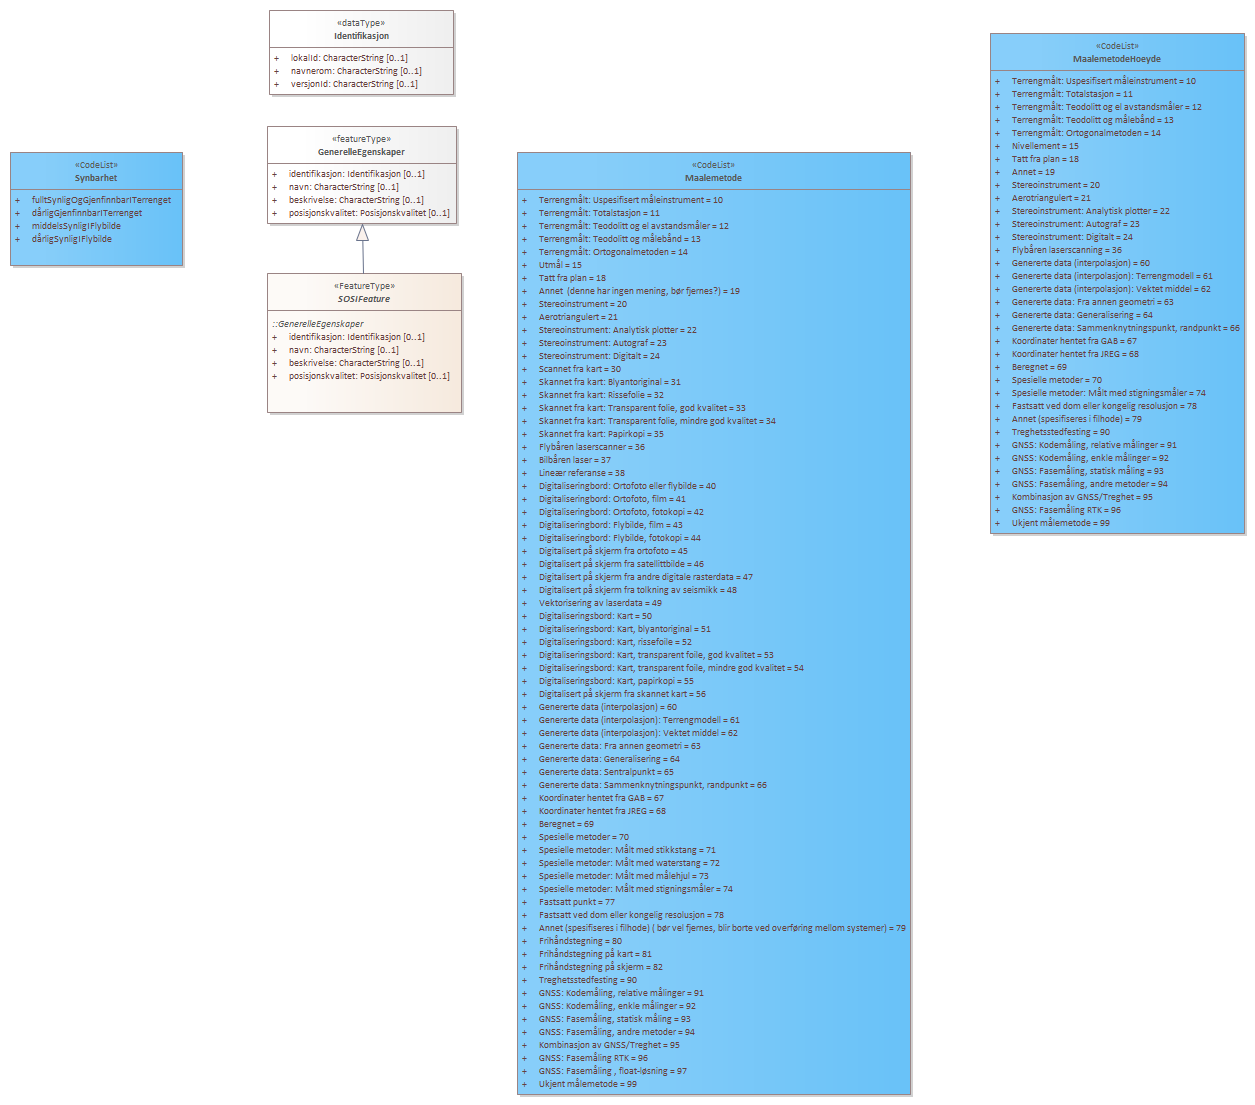 «dataType»
Identifikasjon
+ lokalId: CharacterString [0..1]
+ navnerom: CharacterString [0..1]
+ versjonId: CharacterString [0..1]
«featureType»
GenerelleEgenskaper
+ identifikasjon: Identifikasjon [0..1]
+ navn: CharacterString [0..1]
+ beskrivelse: CharacterString [0..1]
+ posisjonskvalitet: Posisjonskvalitet [0..1]
«FeatureType»
SOSIFeature
::GenerelleEgenskaper
+ identifikasjon: Identifikasjon [0..1]
+ navn: CharacterString [0..1]
+ beskrivelse: CharacterString [0..1]
+ posisjonskvalitet: Posisjonskvalitet [0..1]
«CodeList»
Synbarhet
+ fulltSynligOgGjenfinnbarITerrenget
+ dårligGjenfinnbarITerrenget
+ middelsSynligIFlybilde
+ dårligSynligIFlybilde
«CodeList»
Maalemetode
+ Terrengmålt: Uspesifisert måleinstrument = 10
+ Terrengmålt: Totalstasjon = 11
+ Terrengmålt: Teodolitt og el avstandsmåler = 12
+ Terrengmålt: Teodolitt og målebånd = 13
+ Terrengmålt: Ortogonalmetoden = 14
+ Utmål = 15
+ Tatt fra plan = 18
+ Annet (denne har ingen mening, bør fjernes?) = 19
+ Stereoinstrument = 20
+ Aerotriangulert = 21
+ Stereoinstrument: Analytisk plotter = 22
+ Stereoinstrument: Autograf = 23
+ Stereoinstrument: Digitalt = 24
+ Scannet fra kart = 30
+ Skannet fra kart: Blyantoriginal = 31
+ Skannet fra kart: Rissefolie = 32
+ Skannet fra kart: Transparent folie, god kvalitet = 33
+ Skannet fra kart: Transparent folie, mindre god kvalitet = 34
+ Skannet fra kart: Papirkopi = 35
+ Flybåren laserscanner = 36
+ Bilbåren laser = 37
+ Lineær referanse = 38
+ Digitaliseringbord: Ortofoto eller flybilde = 40
+ Digitaliseringbord: Ortofoto, film = 41
+ Digitaliseringbord: Ortofoto, fotokopi = 42
+ Digitaliseringbord: Flybilde, film = 43
+ Digitaliseringbord: Flybilde, fotokopi = 44
+ Digitalisert på skjerm fra ortofoto = 45
+ Digitalisert på skjerm fra satellittbilde = 46
+ Digitalisert på skjerm fra andre digitale rasterdata = 47
+ Digitalisert på skjerm fra tolkning av seismikk = 48
+ Vektorisering av laserdata = 49
+ Digitaliseringsbord: Kart = 50
+ Digitaliseringsbord: Kart, blyantoriginal = 51
+ Digitaliseringsbord: Kart, rissefoile = 52
+ Digitaliseringsbord: Kart, transparent foile, god kvalitet = 53
+ Digitaliseringsbord: Kart, transparent foile, mindre god kvalitet = 54
+ Digitaliseringsbord: Kart, papirkopi = 55
+ Digitalisert på skjerm fra skannet kart = 56
+ Genererte data (interpolasjon) = 60
+ Genererte data (interpolasjon): Terrengmodell = 61
+ Genererte data (interpolasjon): Vektet middel = 62
+ Genererte data: Fra annen geometri = 63
+ Genererte data: Generalisering = 64
+ Genererte data: Sentralpunkt = 65
+ Genererte data: Sammenknytningspunkt, randpunkt = 66
+ Koordinater hentet fra GAB = 67
+ Koordinater hentet fra JREG = 68
+ Beregnet = 69
+ Spesielle metoder = 70
+ Spesielle metoder: Målt med stikkstang = 71
+ Spesielle metoder: Målt med waterstang = 72
+ Spesielle metoder: Målt med målehjul = 73
+ Spesielle metoder: Målt med stigningsmåler = 74
+ Fastsatt punkt = 77
+ Fastsatt ved dom eller kongelig resolusjon = 78
+ Annet (spesifiseres i filhode) ( bør vel fjernes, blir borte ved overføring mellom systemer) = 79
+ Frihåndstegning = 80
+ Frihåndstegning på kart = 81
+ Frihåndstegning på skjerm = 82
+ Treghetsstedfesting = 90
+ GNSS: Kodemåling, relative målinger = 91
+ GNSS: Kodemåling, enkle målinger = 92
+ GNSS: Fasemåling, statisk måling = 93
+ GNSS: Fasemåling, andre metoder = 94
+ Kombinasjon av GNSS/Treghet = 95
+ GNSS: Fasemåling RTK = 96
+ GNSS: Fasemåling , float-løsning = 97
+ Ukjent målemetode = 99
«CodeList»
MaalemetodeHoeyde
+ Terrengmålt: Uspesifisert måleinstrument = 10
+ Terrengmålt: Totalstasjon = 11
+ Terrengmålt: Teodolitt og el avstandsmåler = 12
+ Terrengmålt: Teodolitt og målebånd = 13
+ Terrengmålt: Ortogonalmetoden = 14
+ Nivellement = 15
+ Tatt fra plan = 18
+ Annet = 19
+ Stereoinstrument = 20
+ Aerotriangulert = 21
+ Stereoinstrument: Analytisk plotter = 22
+ Stereoinstrument: Autograf = 23
+ Stereoinstrument: Digitalt = 24
+ Flybåren laserscanning = 36
+ Genererte data (interpolasjon) = 60
+ Genererte data (interpolasjon): Terrengmodell = 61
+ Genererte data (interpolasjon): Vektet middel = 62
+ Genererte data: Fra annen geometri = 63
+ Genererte data: Generalisering = 64
+ Genererte data: Sammenknytningspunkt, randpunkt = 66
+ Koordinater hentet fra GAB = 67
+ Koordinater hentet fra JREG = 68
+ Beregnet = 69
+ Spesielle metoder = 70
+ Spesielle metoder: Målt med stigningsmåler = 74
+ Fastsatt ved dom eller kongelig resolusjon = 78
+ Annet (spesifiseres i filhode) = 79
+ Treghetsstedfesting = 90
+ GNSS: Kodemåling, relative målinger = 91
+ GNSS: Kodemåling, enkle målinger = 92
+ GNSS: Fasemåling, statisk måling = 93
+ GNSS: Fasemåling, andre metoder = 94
+ Kombinasjon av GNSS/Treghet = 95
+ GNSS: Fasemåling RTK = 96
+ Ukjent målemetode = 99